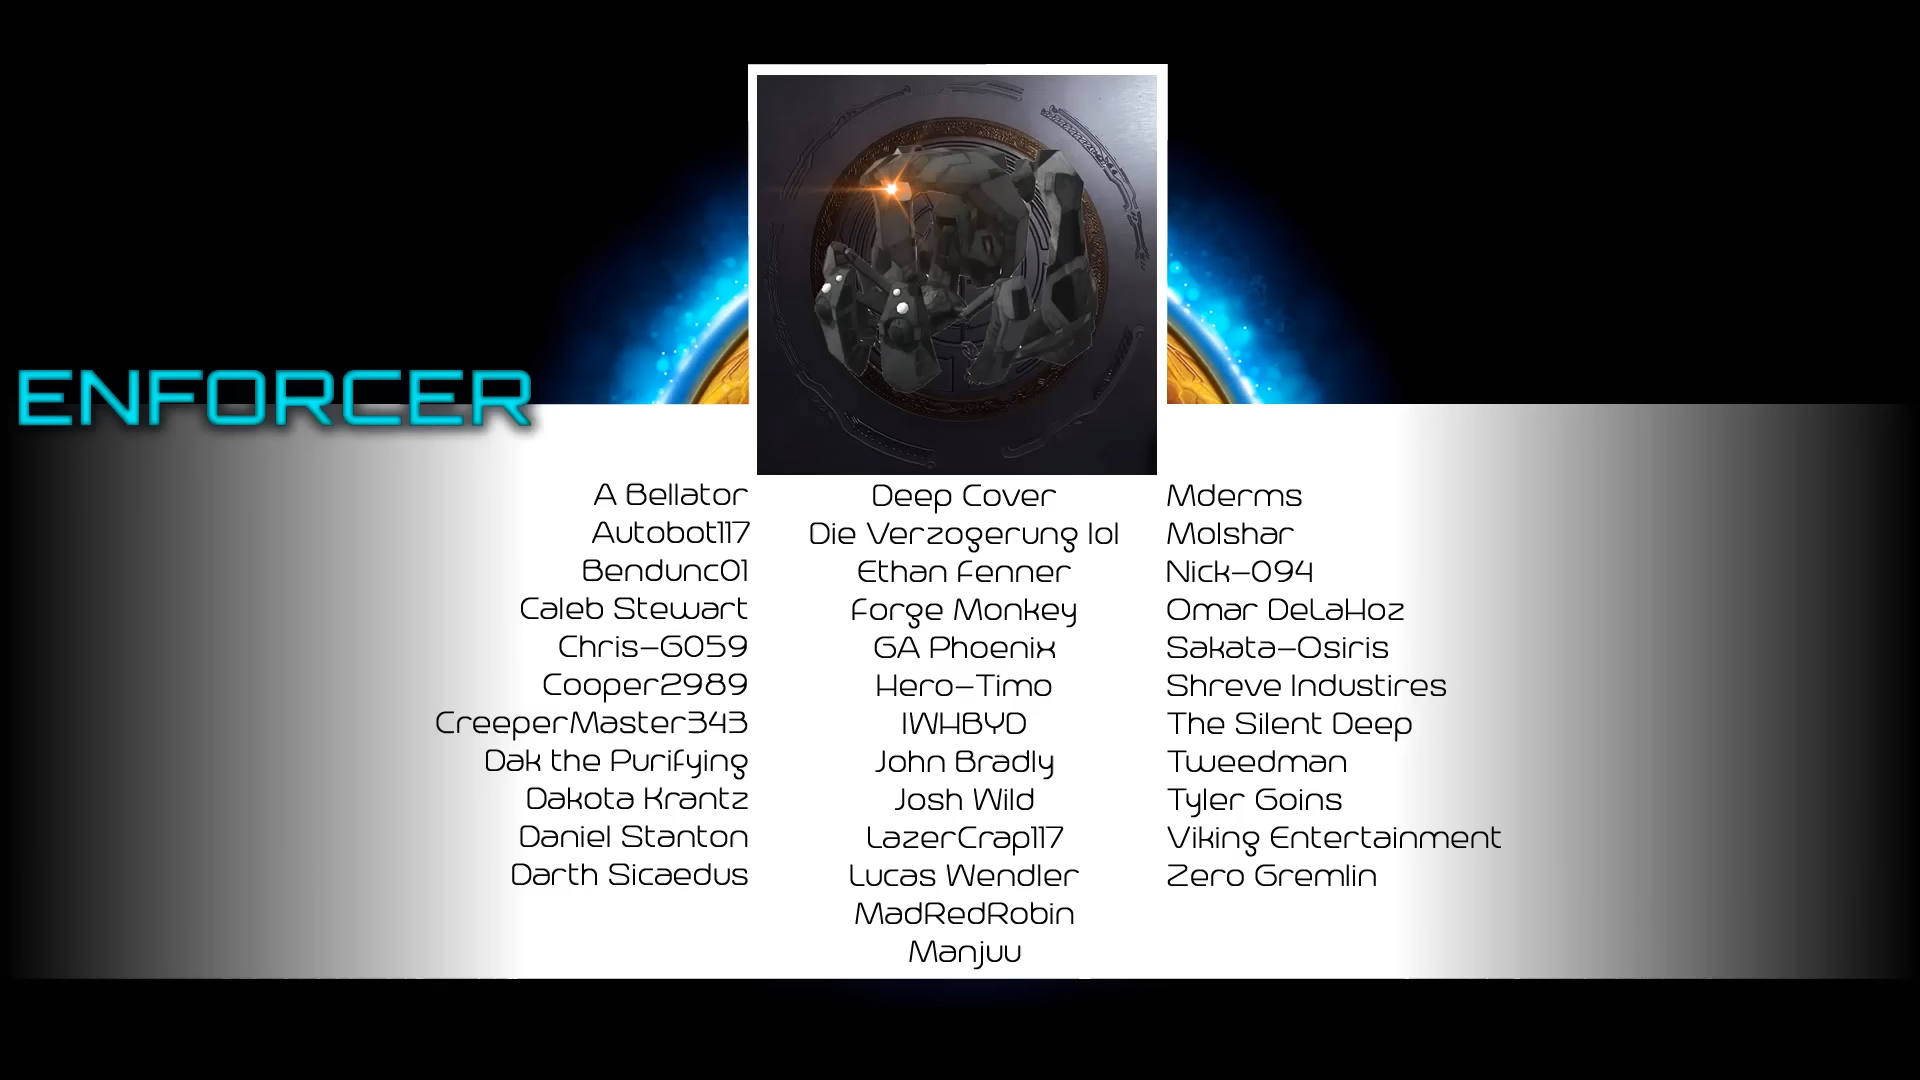 ENFORCER
A Bellator
Autobot117
Bendunc01
Caleb Stewart
Chris-G059
Cooper2989
CreeperMaster343
Dak the Purifying
Dakota Krantz
Daniel Stanton
Darth Sicaedus
Deep Cover
Die Verzogerung lol
Ethan Fenner
Forge Monkey
GA Phoenix
Hero-Timo
IWHBYD
John Bradly
Josh Wild
LazerCrap117
Lucas Wendler
MadRedRobin
Manjuu
Mderms
Molshar
Nick-094
Omar DeLaHoz
Sakata-Osiris
Shreve Industires
The Silent Deep
Tweedman
Tyler Goins
Viking Entertainment
Zero Gremlin